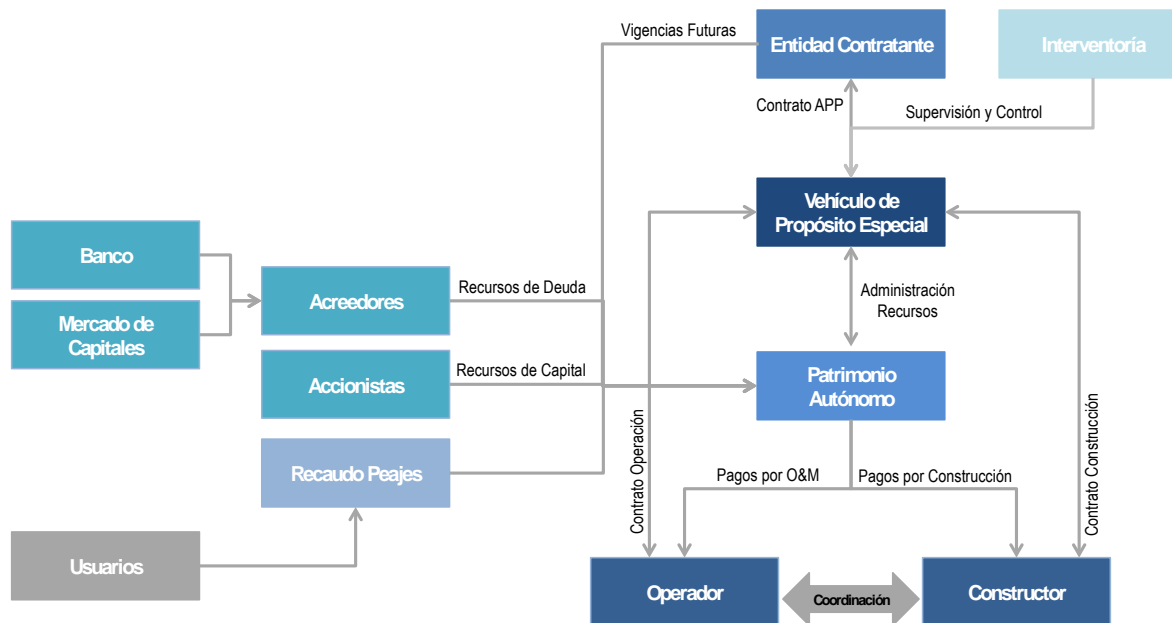 Vigencias Futuras
Entidad Contratante
Interventoría
Contrato APP
Supervisión y Control
Vehículo de
Propósito Especial
Banco
Mercado de
Capitales
Acreedores
Recursos de Deuda
Administración
Recursos
Accionistas
Recursos de Capital
Patrimonio
Autónomo
Recaudo Peajes
Contrato Operación
Pagos por O&M
Pagos por Construcción
Contrato Construcción
Usuarios
Operador
Coordinación
Constructor